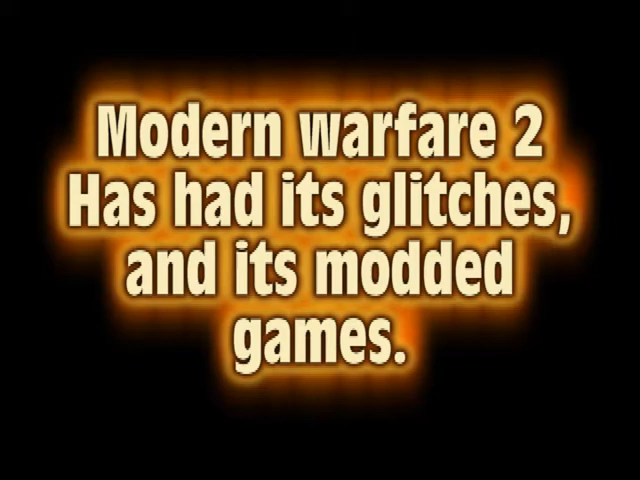 Modern warfare 2
Has had its glitches,
and its modded
games.